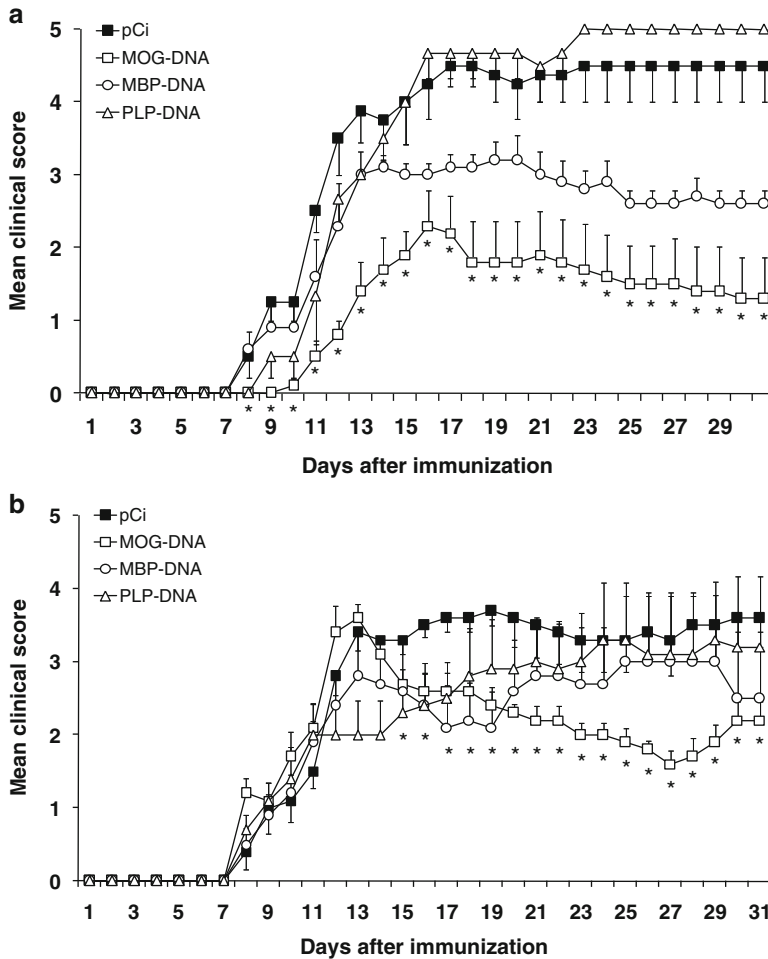 a
5
4
3
2
1
0
Mean clinical score
pCi
MOG-DNA
MBP-DNA
PLP-DNA
* * * * * * * * * * * * * * * * * * * * * * * *
1 3 5 7 9 11 13 15 17 19 21 23 25 27 29
Days after immunization
b
5
4
3
2
1
0
Mean clinical score
pCi
MOG-DNA
MBP-DNA
PLP-DNA
* * * * * * * * * * * * * * * * *
1 3 5 7 9 11 13 15 17 19 21 23 25 27 29 31
Days after immunization